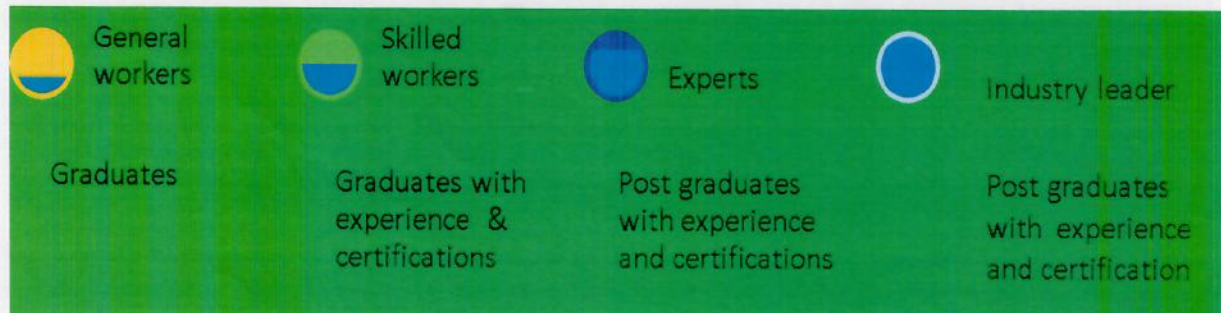 General
workers
Skilled
workers
Experts
Industry leader
Graduates
Graduates with
experience &
certifications
Post graduates
with experience
and certifications
Post graduates
with experience
and certification